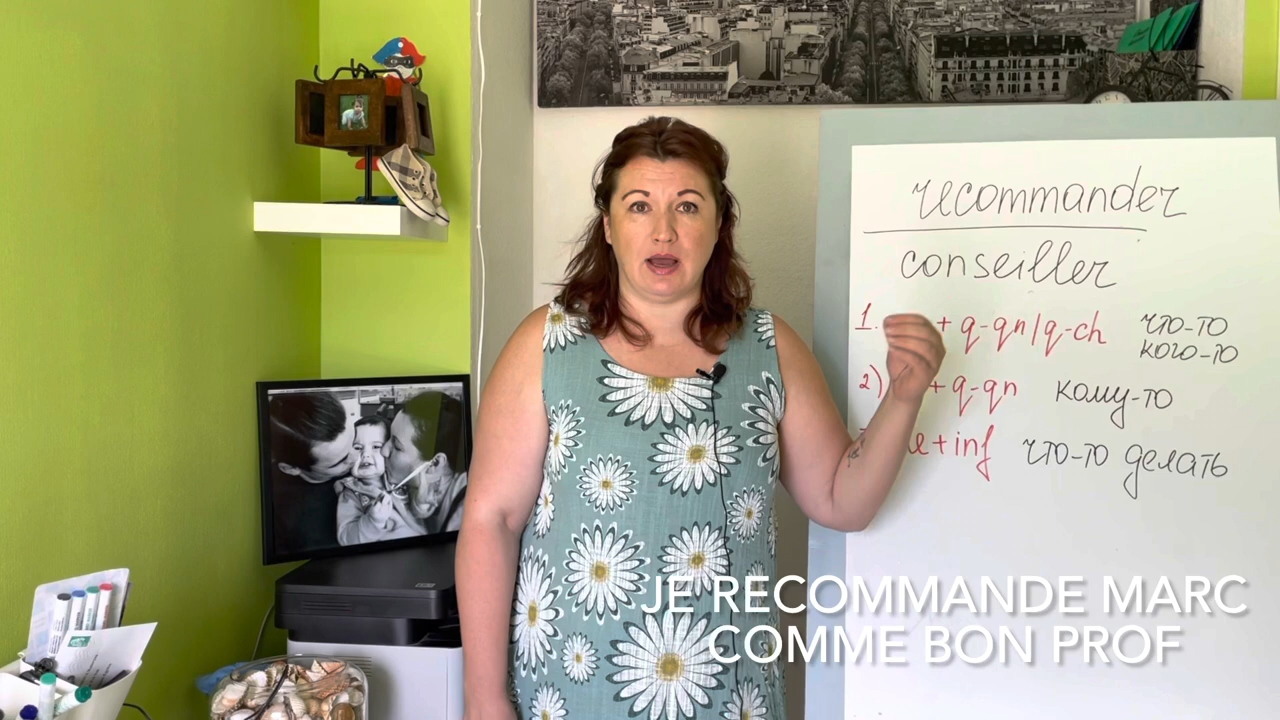 recommander
conseiller
1. + q-qn/q-ch что-то
кого-то
2) + q-qn кому-то
+ inf что-то делать
JE RECOMMANDE MARC
COMME BON PROF